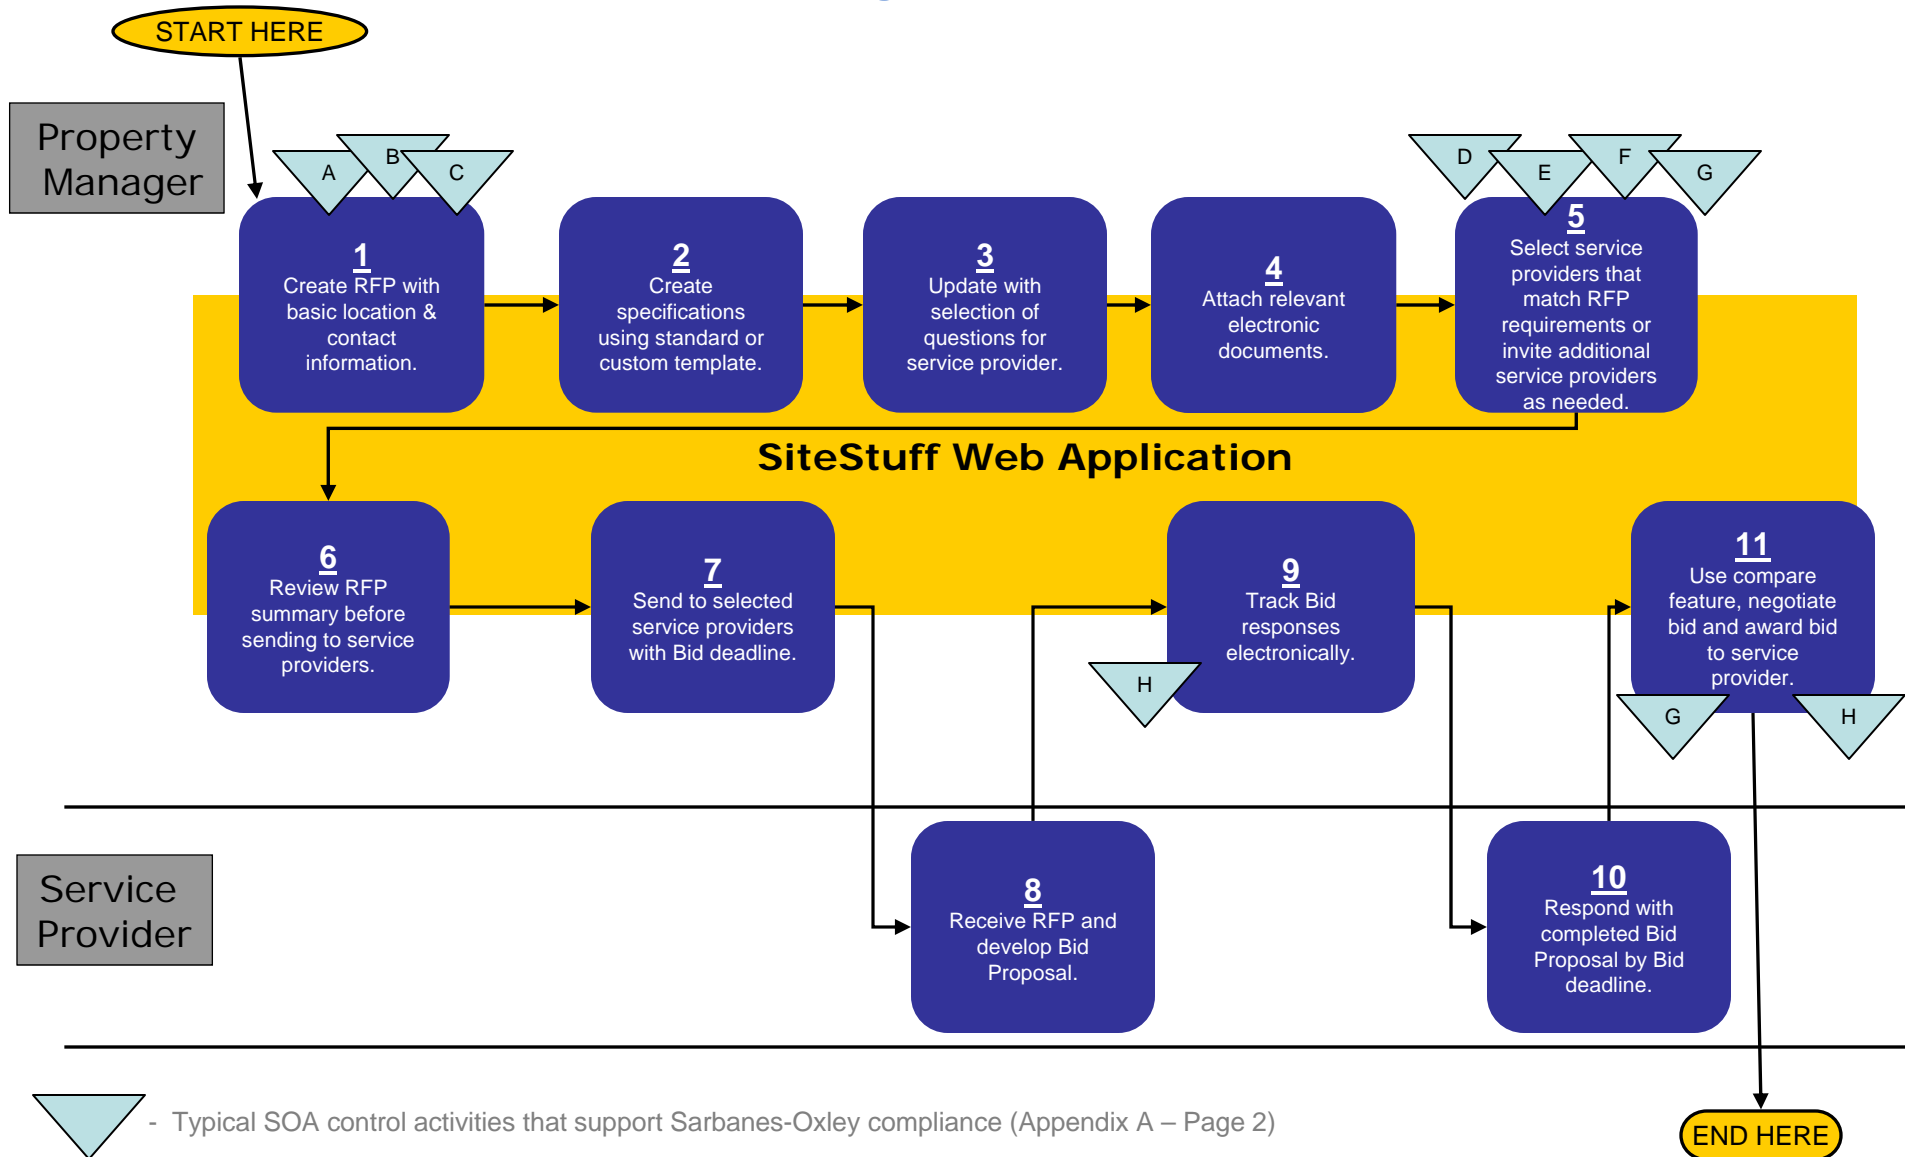 START HERE
Property
Manager
A
B
C
D
E
F
G
1
Create RFP with
basic location &
contact
information.
2
Create
specifications
using standard or
custom template.
3
Update with
selection of
questions for
service provider.
4
Attach relevant
electronic
documents.
5
Select service
providers that
match RFP
requirements or
invite additional
service providers
as needed.
SiteStuff Web Application
6
Review RFP
summary before
sending to service
providers.
7
Send to selected
service providers
with Bid deadline.
9
Track Bid
responses
electronically.
H
11
Use compare
feature, negotiate
bid and award bid
to service
provider.
G
H
Service
Provider
8
Receive RFP and
develop Bid
Proposal.
10
Respond with
completed Bid
Proposal by Bid
deadline.
- Typical SOA control activities that support Sarbanes-Oxley compliance (Appendix A – Page 2)
END HERE